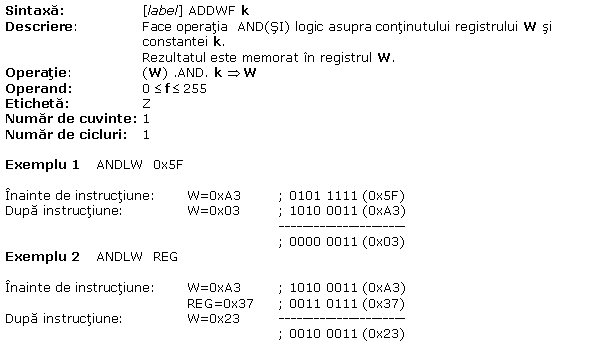 Sintaxă: [label] ADDWF k
Descriere: Face operaţia AND(ŞI) logic asupra conţinutului registrului W şi
constantei k.
Rezultatul este memorat în registrul W.
Operaţie: (W) .AND. k ⇒ W
Operand: 0 ≤ f ≤ 255
Etichetă: Z
Număr de cuvinte: 1
Număr de cicluri: 1
Exemplu 1 ANDLW 0x5F
Înainte de instrucţiune: W=0xA3 ; 0101 1111 (0x5F)
După instrucţiune: W=0x03 ; 1010 0011 (0xA3)
----------------------
; 0000 0011 (0x03)
Exemplu 2 ANDLW REG
Înainte de instrucţiune: W=0xA3 ; 1010 0011 (0xA3)
REG=0x37 ; 0011 0111 (0x37)
După instrucţiune: W=0x23 ----------------------
; 0010 0011 (0x23)